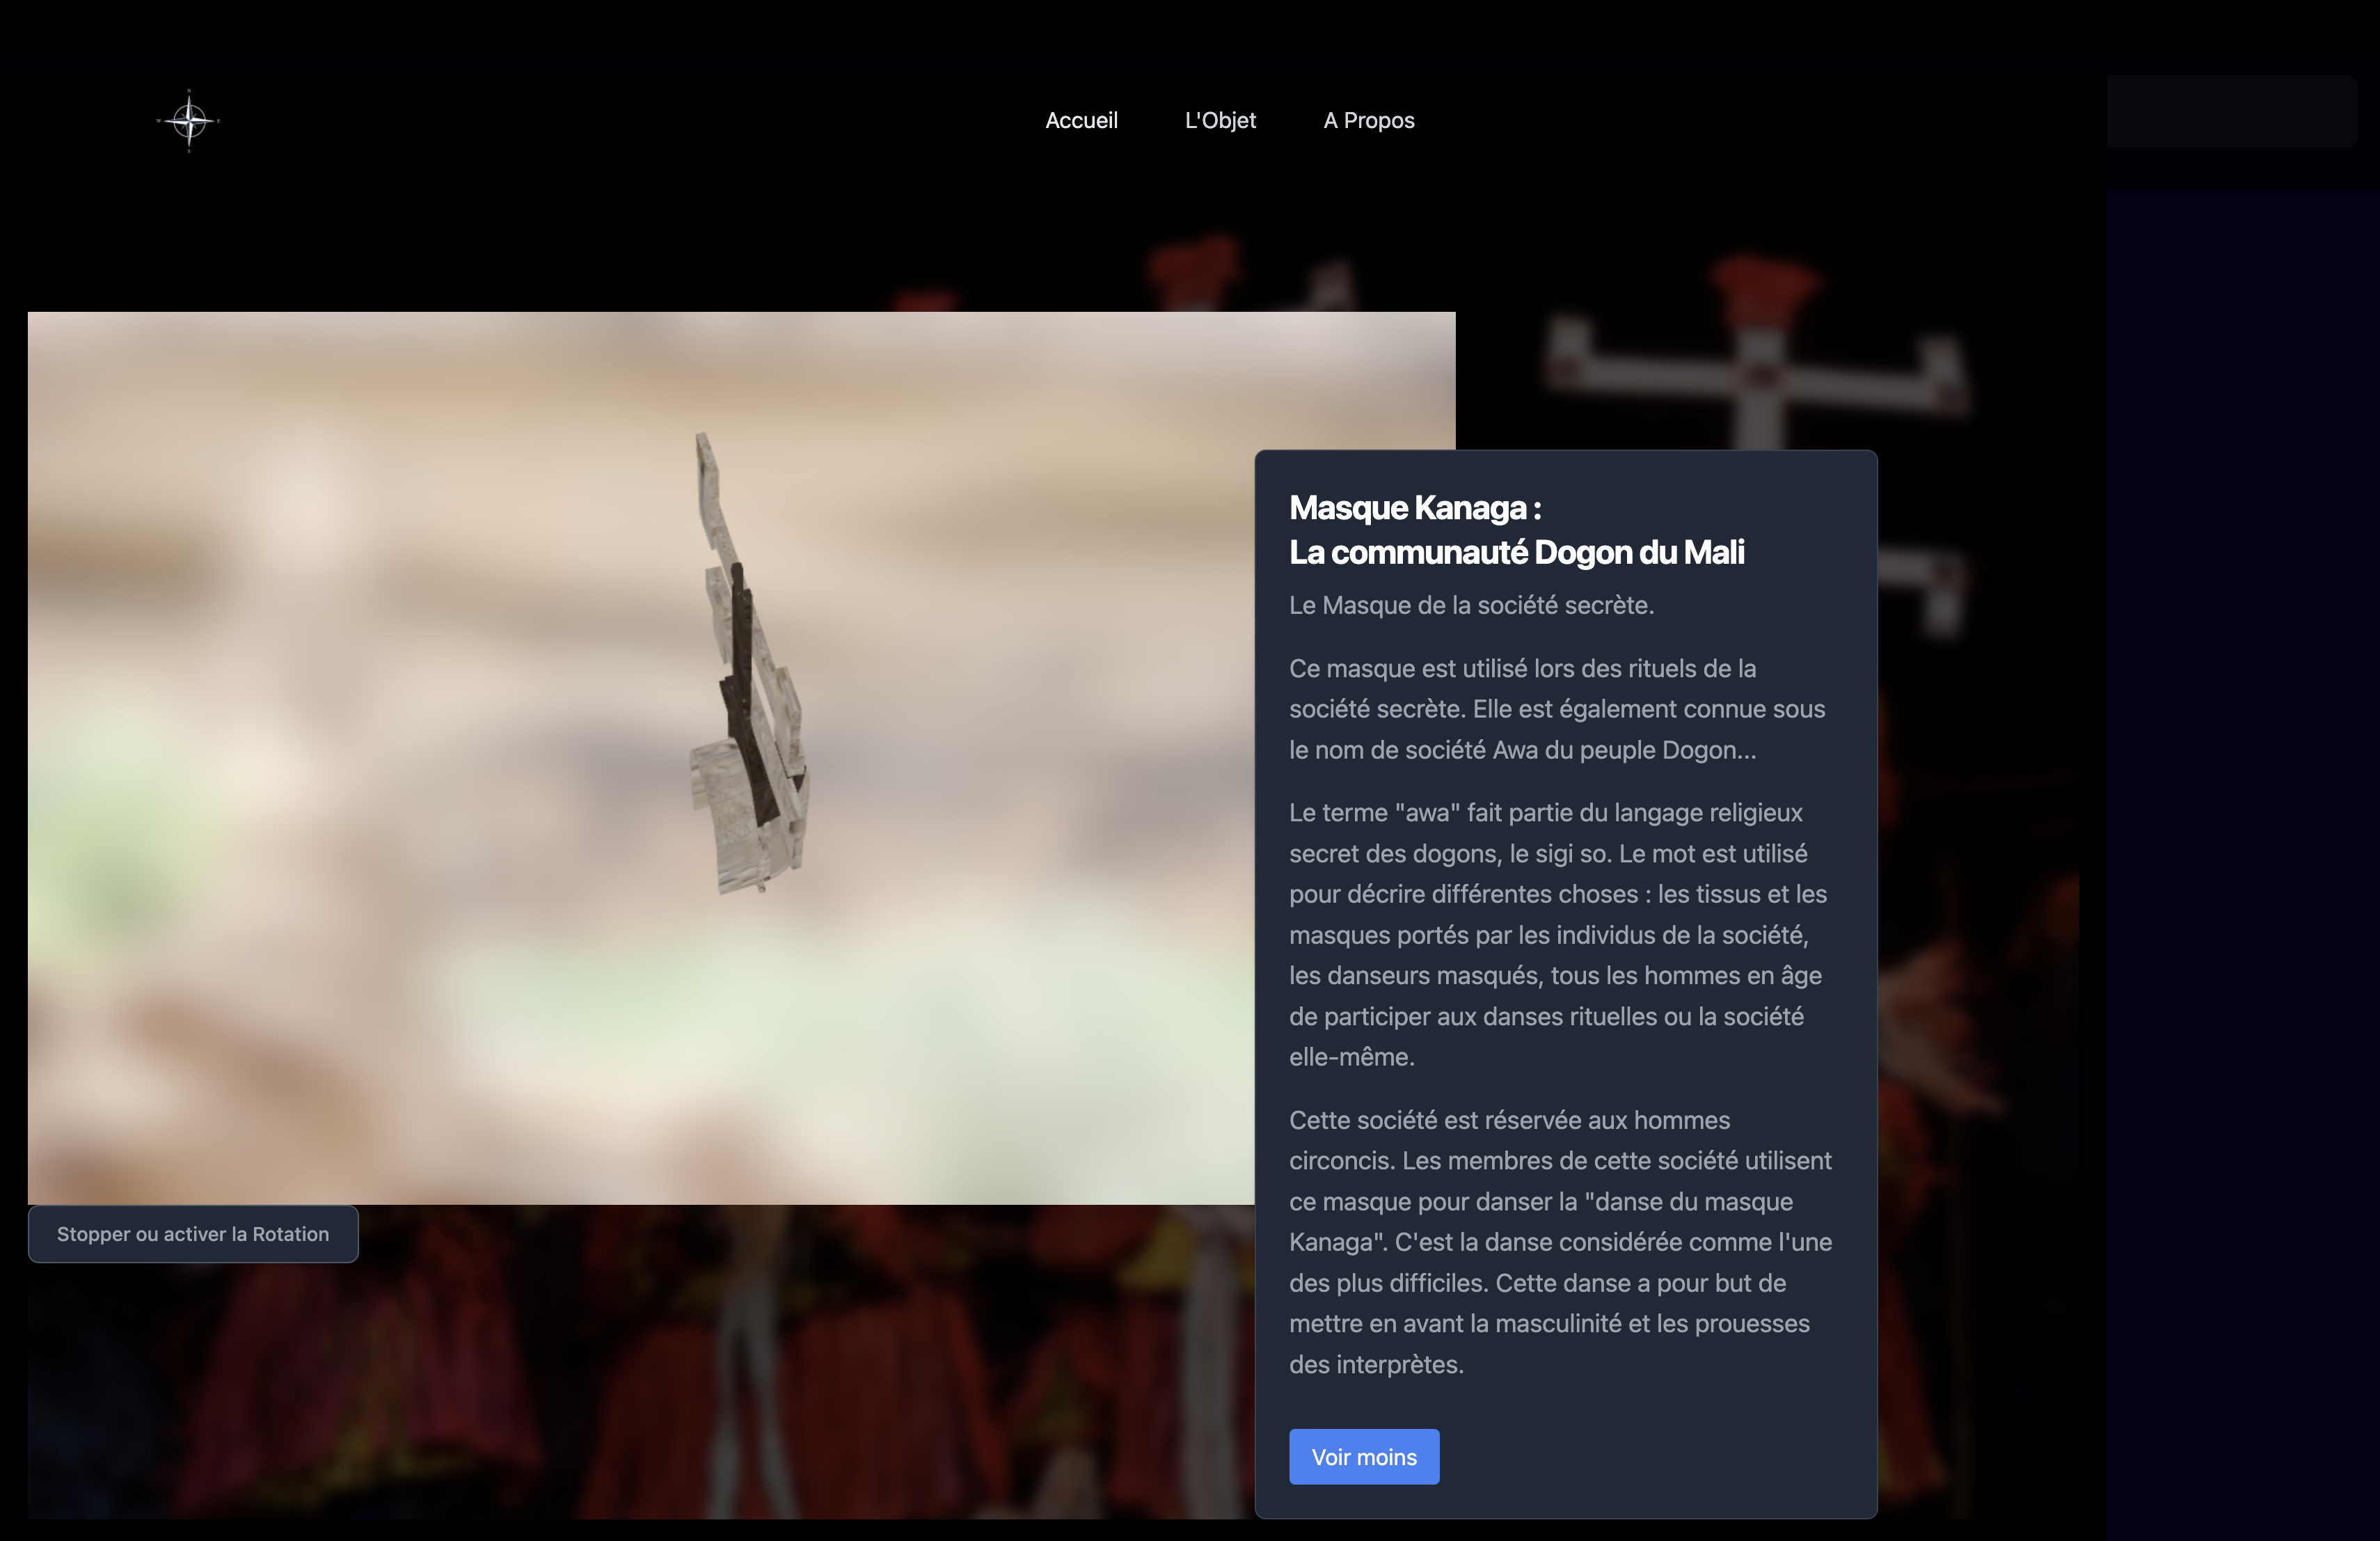 Accueil
L'Objet
A Propos
Masque Kanaga :
La communauté Dogon du Mali
Le Masque de la société secrète.
Ce masque est utilisé lors des rituels de la
société secrète. Elle est également connue sous
le nom de société Awa du peuple Dogon...
Le terme "awa" fait partie du langage religieux
secret des dogons, le sigi so. Le mot est utilisé
pour décrire différentes choses : les tissus et les
masques portés par les individus de la société,
les danseurs masqués, tous les hommes en âge
de participer aux danses rituelles ou la société
elle-même.
Cette société est réservée aux hommes
circoncis. Les membres de cette société utilisent
ce masque pour danser la "danse du masque
Kanaga". C'est la danse considérée comme l'une
des plus difficiles. Cette danse a pour but de
mettre en avant la masculinité et les prouesses
des interprètes.
Voir moins
Stopper ou activer la Rotation